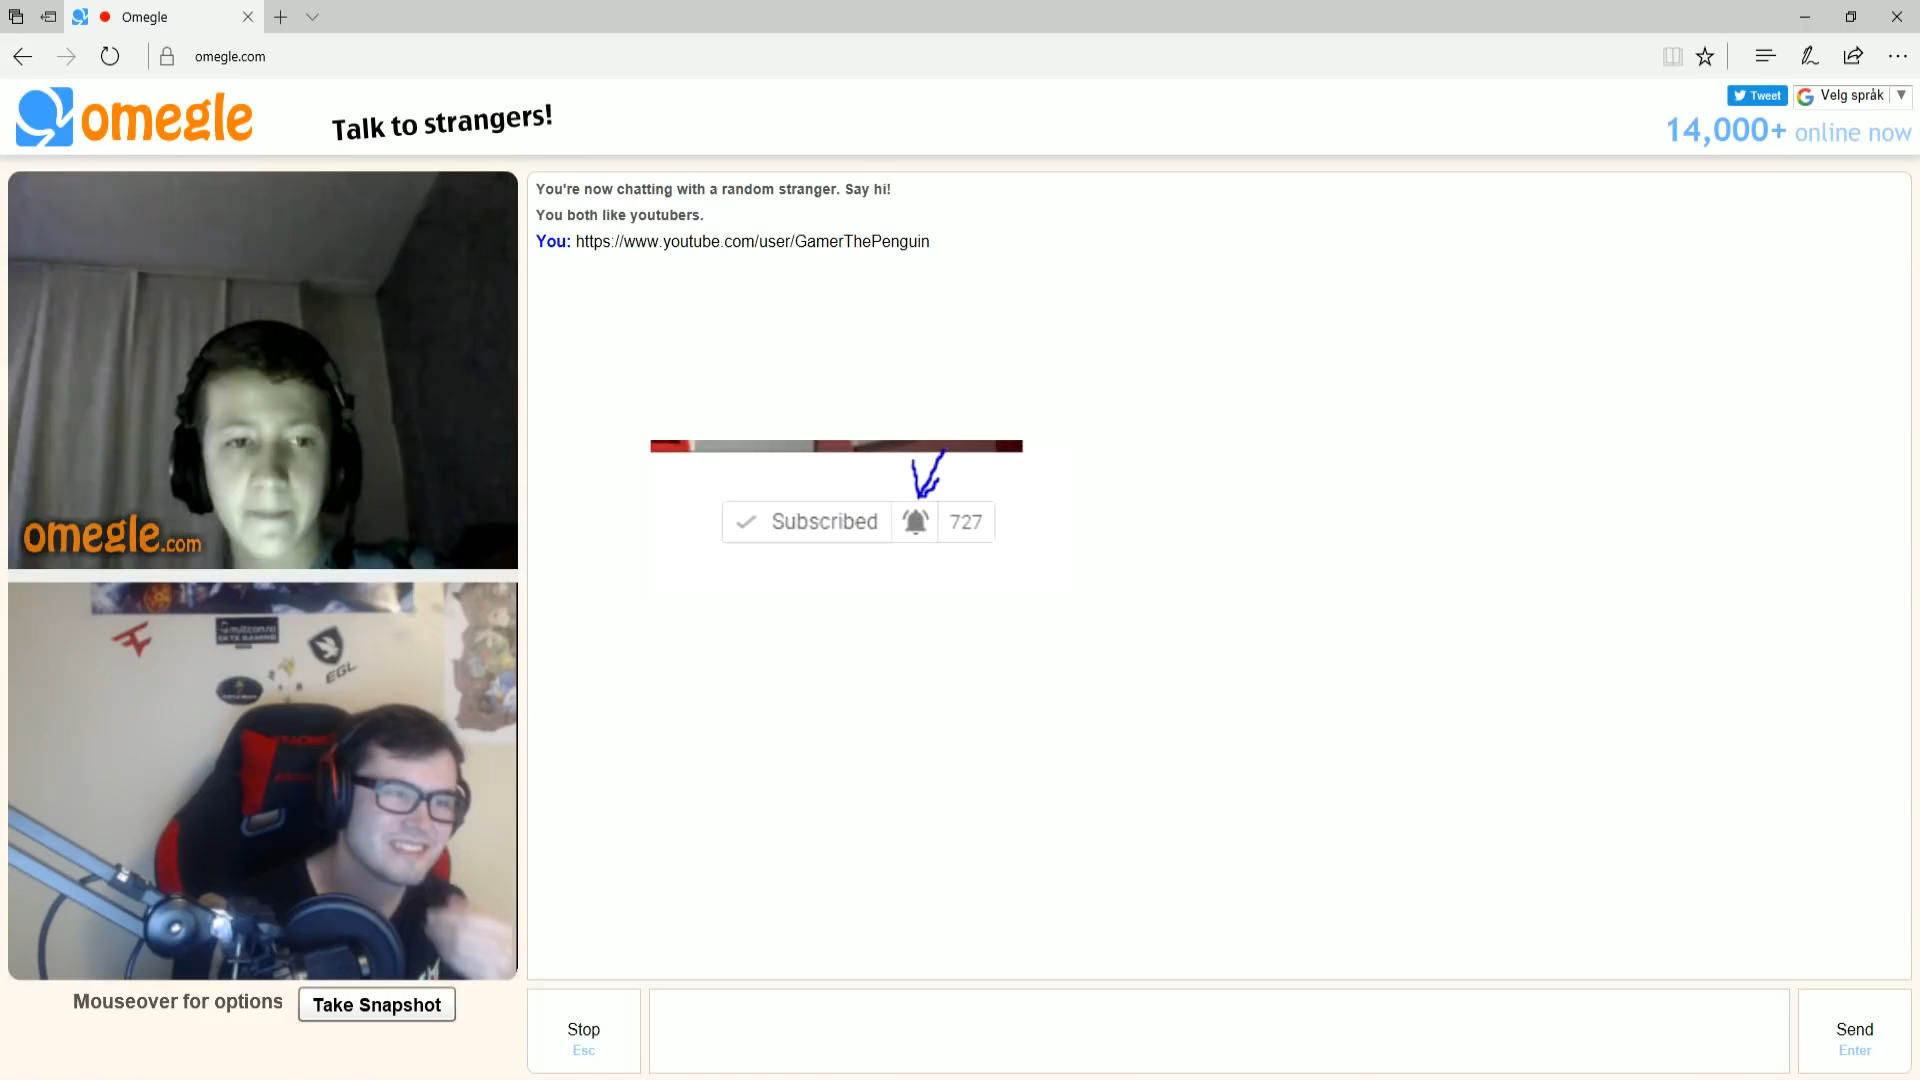 Omegle
omegle.com
omegle
Talk to strangers!
Tweet
Velg språk
14,000+ online now
You're now chatting with a random stranger. Say hi!
You both like youtubers.
You: https://www.youtube.com/user/GamerThePenguin
Subscribed
727
omegle.com
EGL
Mouseover for options
Take Snapshot
Stop
Esc
Send
Enter